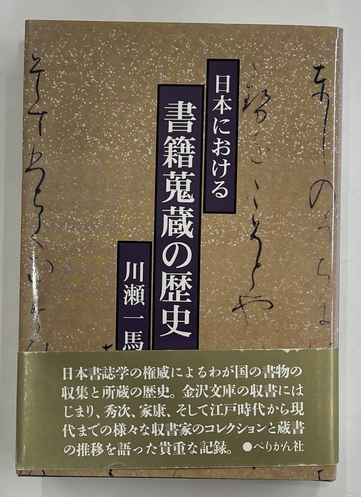 日本における
書籍蒐蔵の歴史
川瀬一馬
日本書誌学の権威によるわが国の書物の
収集と所蔵の歴史。金沢文庫の収書には
じまり、秀次、家康、そして江戸時代から現
代までの様々な収書家のコレクションと蔵書
の推移を語った貴重な記録。●ぺりかん社